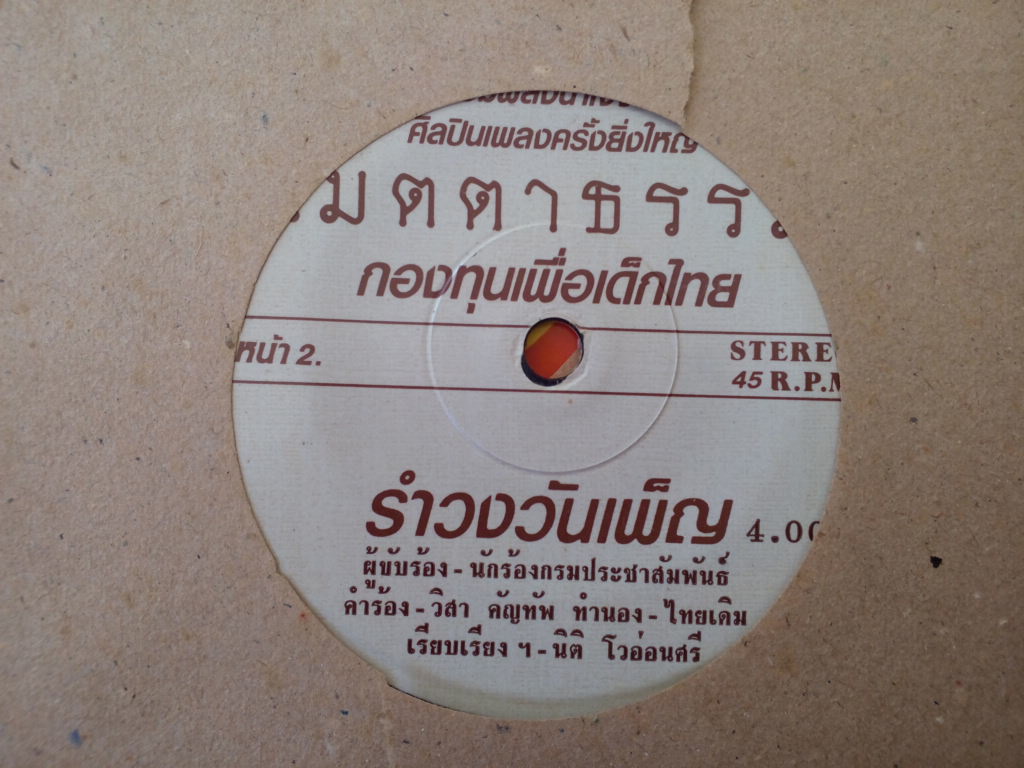 ศิลปินเพลงครั้งยิ่งใหญ่
กองทุนเพื่อเด็กไทย
หน้า 2.
STEREO
45 R.P.M
รำวงวันเพ็ญ 4.00
ผู้ขับร้อง - นักร้องกรมประชาสัมพันธ์
คำร้อง - วิสา คัญทัพ ทำนอง - ไทยเดิม
เรียบเรียง ฯ - นิติ โวอ่อนศรี